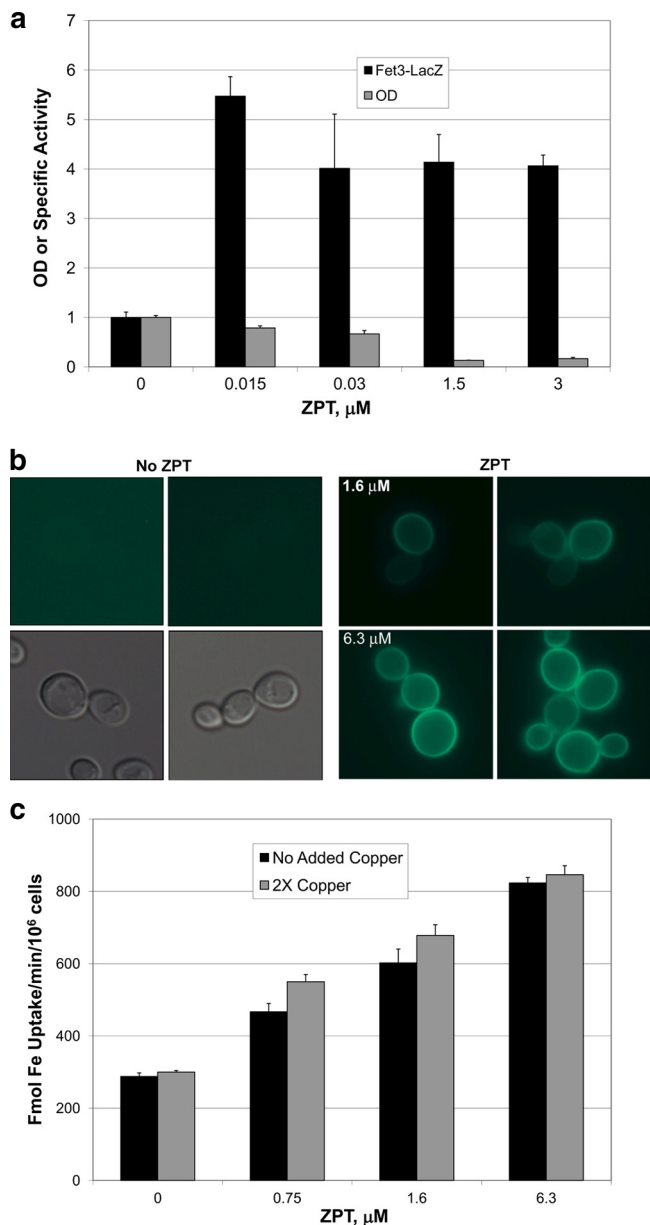 a
7
6
5
4
3
2
1
0
OD or Specific Activity
Fet3-LacZ
OD
0 0.015 0.03 1.5 3
ZPT, µM
b
No ZPT ZPT
1.6 µM
6.3 µM
c
1000
800
600
400
200
0
Fmol Fe Uptake/min/10⁶ cells
No Added Copper
2X Copper
0 0.75 1.6 6.3
ZPT, µM